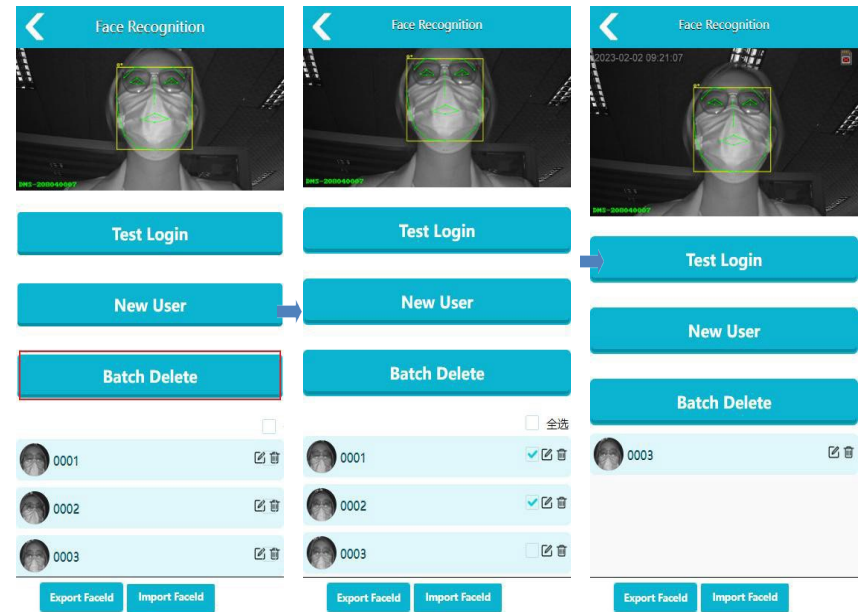 Face Recognition
DMS-200040007
Test Login
New User
Batch Delete
0001
0002
0003
Export FaceId
Import FaceId
Face Recognition
Test Login
New User
Batch Delete
全选
0001
0002
0003
Export FaceId
Import FaceId
Face Recognition
2023-02-02 09:21:07
DMS-200040007
Test Login
New User
Batch Delete
0003
Export FaceId
Import FaceId